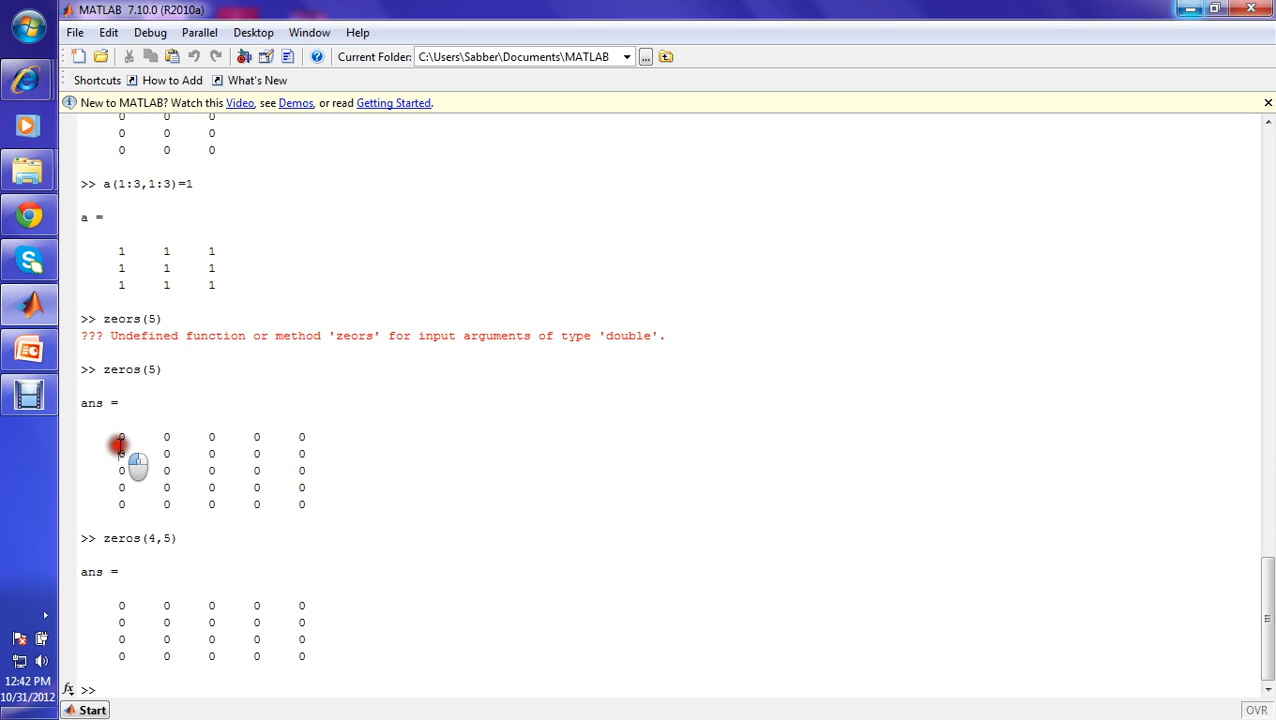 MATLAB 7.10.0 (R2010a)
File Edit Debug Parallel Desktop Window Help
Current Folder: C:\Users\Sabber\Documents\MATLAB ...
Shortcuts How to Add What's New
New to MATLAB? Watch this Video, see Demos, or read Getting Started.
0 0 0
0 0 0
0 0 0
>> a(1:3,1:3)=1
a =
1 1 1
1 1 1
1 1 1
>> zeors(5)
??? Undefined function or method 'zeors' for input arguments of type 'double'.
>> zeros(5)
ans =
0 0 0 0 0
0 0 0 0 0
0 0 0 0 0
0 0 0 0 0
0 0 0 0 0
>> zeros(4,5)
ans =
0 0 0 0 0
0 0 0 0 0
0 0 0 0 0
0 0 0 0 0
fx >>
Start OVR
12:42 PM
10/31/2012